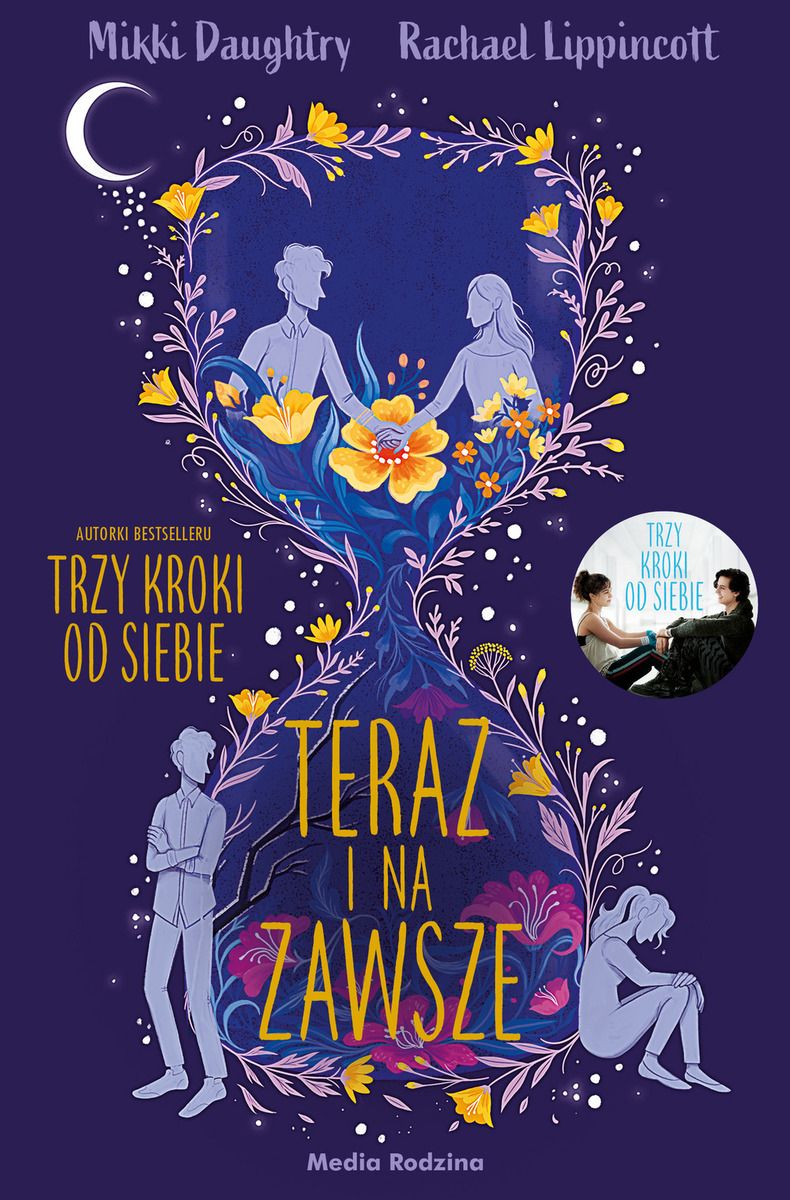 Mikki Daughtry Rachael Lippincott
AUTORKI BESTSELLERU
TRZY KROKI
OD SIEBIE
TRZY
KROKI
OD SIEBIE
TERAZ
I NA
ZAWSZE
Media Rodzina